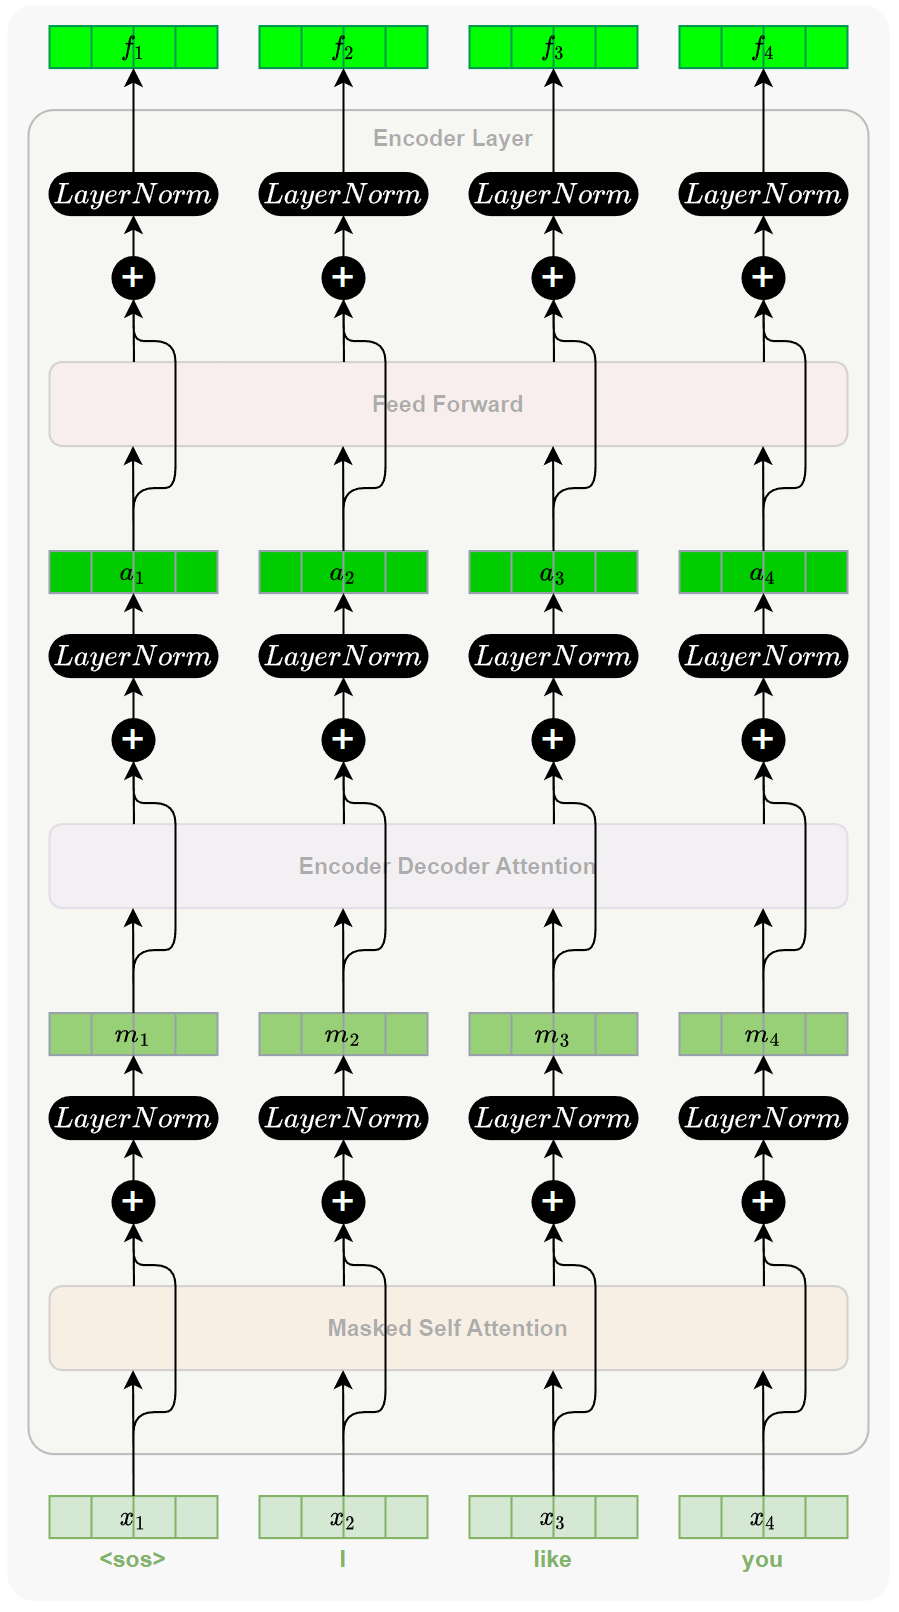 f1 f2 f3 f4
Encoder Layer
LayerNorm LayerNorm LayerNorm LayerNorm
+ + + +
Feed Forward
a1 a2 a3 a4
LayerNorm LayerNorm LayerNorm LayerNorm
+ + + +
Encoder Decoder Attention
m1 m2 m3 m4
LayerNorm LayerNorm LayerNorm LayerNorm
+ + + +
Masked Self Attention
x1 x2 x3 x4
<sos> I like you